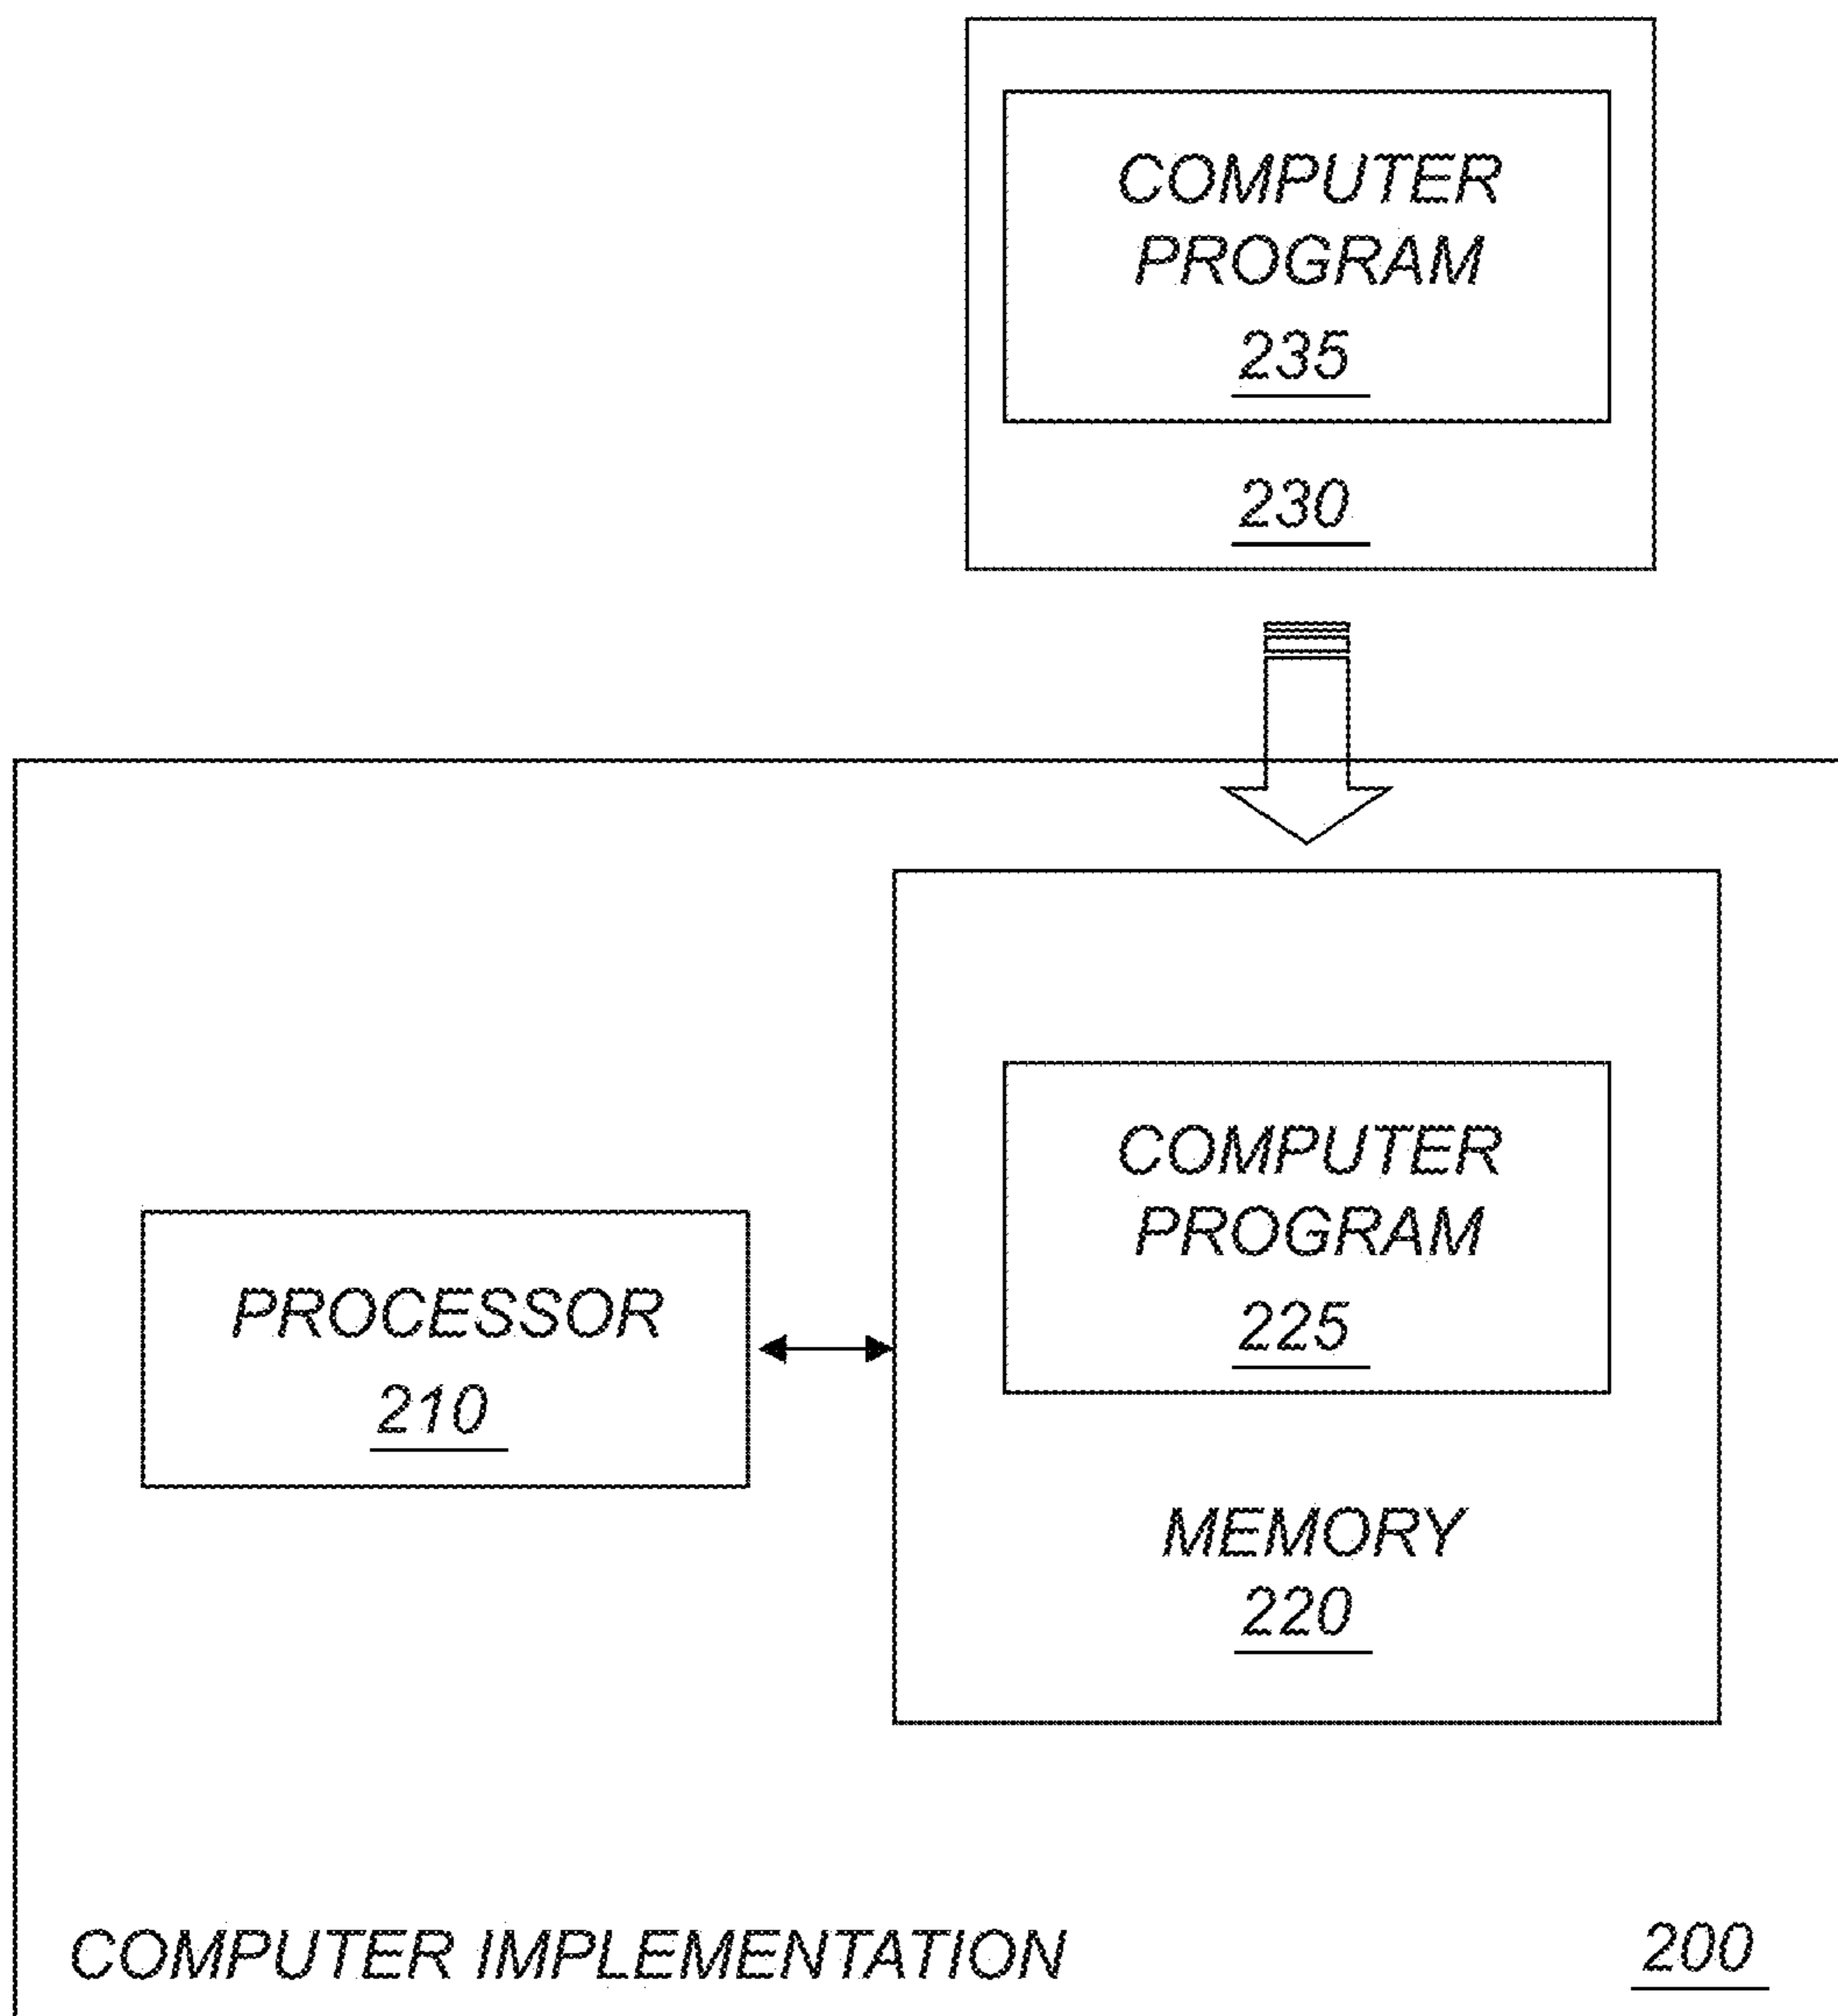 COMPUTER
PROGRAM
235
230
COMPUTER
PROGRAM
225
PROCESSOR
210
MEMORY
220
COMPUTER IMPLEMENTATION
200